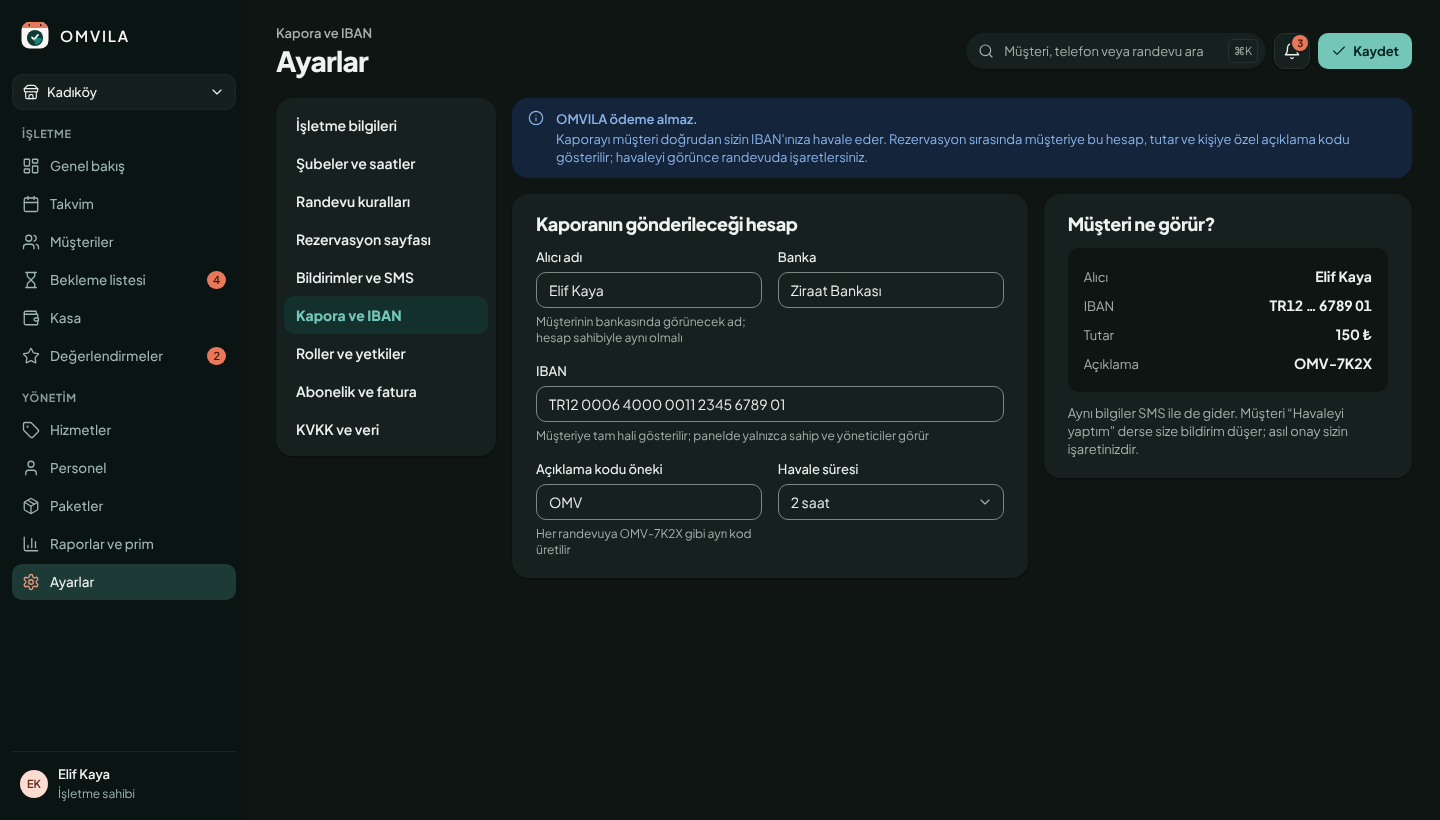 OMVILA
Kadıköy
İŞLETME
Genel bakış
Takvim
Müşteriler
Bekleme listesi 4
Kasa
Değerlendirmeler 2
YÖNETİM
Hizmetler
Personel
Paketler
Raporlar ve prim
Ayarlar
EK
Elif Kaya
İşletme sahibi
Kapora ve IBAN
Ayarlar
Müşteri, telefon veya randevu ara ⌘K
3
Kaydet
İşletme bilgileri
Şubeler ve saatler
Randevu kuralları
Rezervasyon sayfası
Bildirimler ve SMS
Kapora ve IBAN
Roller ve yetkiler
Abonelik ve fatura
KVKK ve veri
OMVILA ödeme almaz.
Kaporayı müşteri doğrudan sizin IBAN'ınıza havale eder. Rezervasyon sırasında müşteriye bu hesap, tutar ve kişiye özel açıklama kodu
gösterilir; havaleyi görünce randevuda işaretlersiniz.
Kaporanın gönderileceği hesap
Alıcı adı
Elif Kaya
Müşterinin bankasında görünecek ad;
hesap sahibiyle aynı olmalı
Banka
Ziraat Bankası
IBAN
TR12 0006 4000 0011 2345 6789 01
Müşteriye tam hali gösterilir; panelde yalnızca sahip ve yöneticiler görür
Açıklama kodu öneki
OMV
Her randevuya OMV-7K2X gibi ayrı kod
üretilir
Havale süresi
2 saat
Müşteri ne görür?
Alıcı Elif Kaya
IBAN TR12 … 6789 01
Tutar 150 ₺
Açıklama OMV-7K2X
Aynı bilgiler SMS ile de gider. Müşteri “Havaleyi
yaptım” derse size bildirim düşer; asıl onay sizin
işaretinizdir.